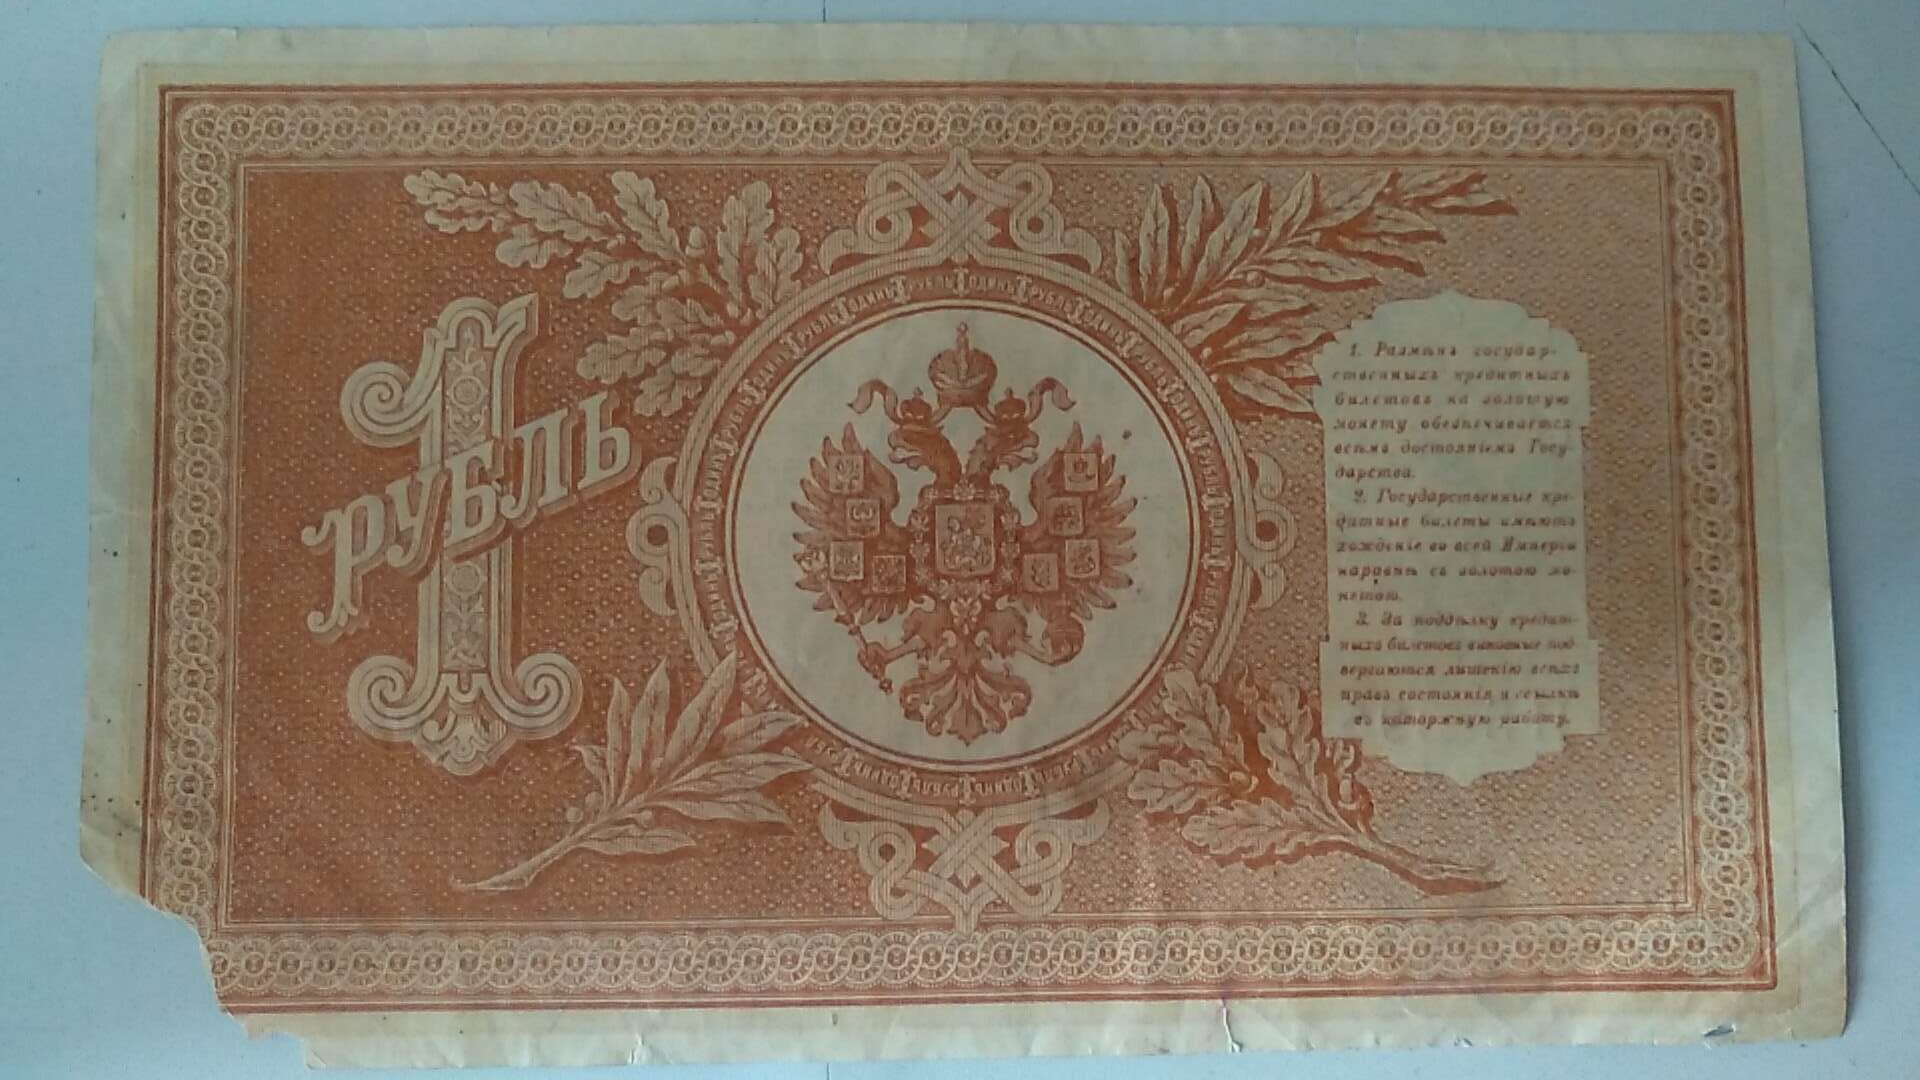 1
РУБЛЬ
1. Размѣнъ государ-
ственныхъ кредитныхъ
билетовъ на золотую
монету обезпечивается
всѣмъ достояніемъ Госу-
дарства.
2. Государственные кре-
дитные билеты имѣютъ
хожденіе во всей Имперіи
наравнѣ съ золотою мо-
нетою.
3. За поддѣлку кредит-
ныхъ билетовъ виновные под-
вергаются лишенію всѣхъ
правъ состоянія и ссылкѣ
въ каторжную работу.